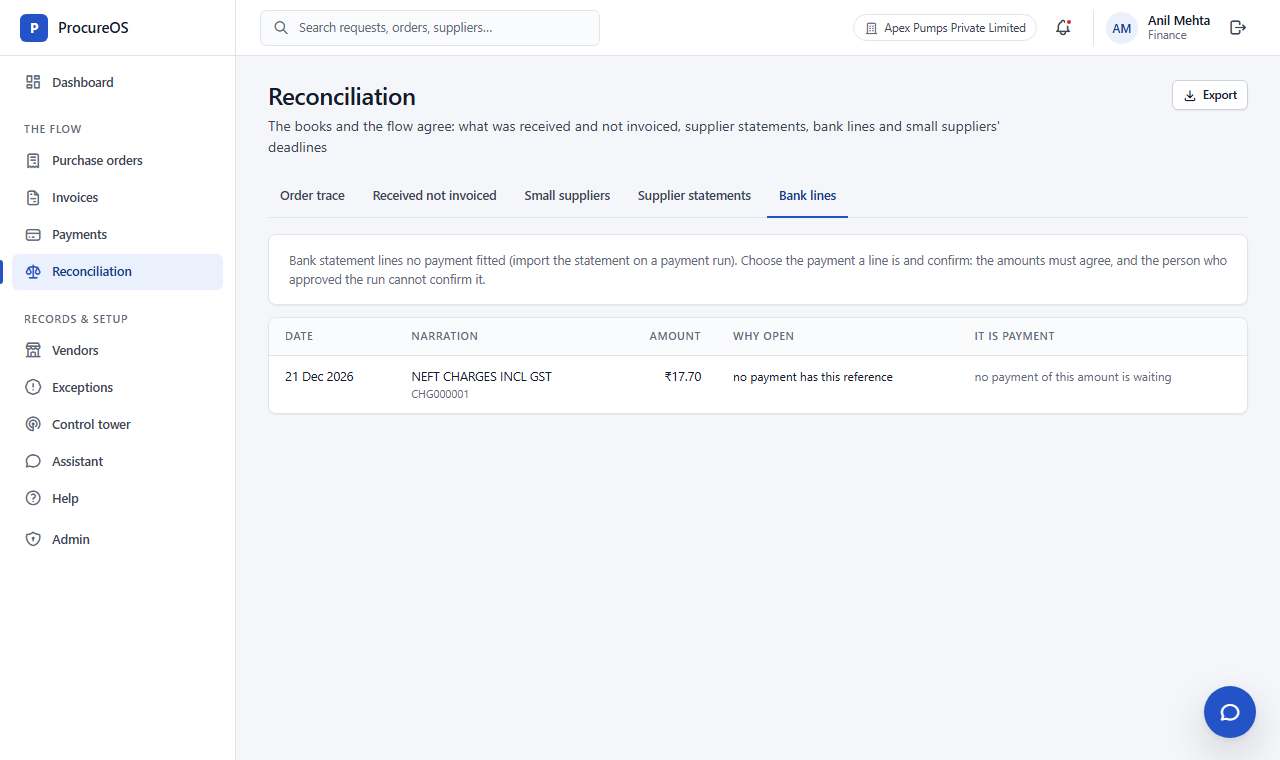 P ProcureOS
Search requests, orders, suppliers...
Apex Pumps Private Limited
AM
Anil Mehta
Finance
Dashboard
THE FLOW
Purchase orders
Invoices
Payments
Reconciliation
RECORDS & SETUP
Vendors
Exceptions
Control tower
Assistant
Help
Admin
Reconciliation
Export
The books and the flow agree: what was received and not invoiced, supplier statements, bank lines and small suppliers'
deadlines
Order trace Received not invoiced Small suppliers Supplier statements Bank lines
Bank statement lines no payment fitted (import the statement on a payment run). Choose the payment a line is and confirm: the amounts must agree, and the person who
approved the run cannot confirm it.
DATE NARRATION AMOUNT WHY OPEN IT IS PAYMENT
21 Dec 2026 NEFT CHARGES INCL GST ₹17.70 no payment has this reference no payment of this amount is waiting
CHG000001